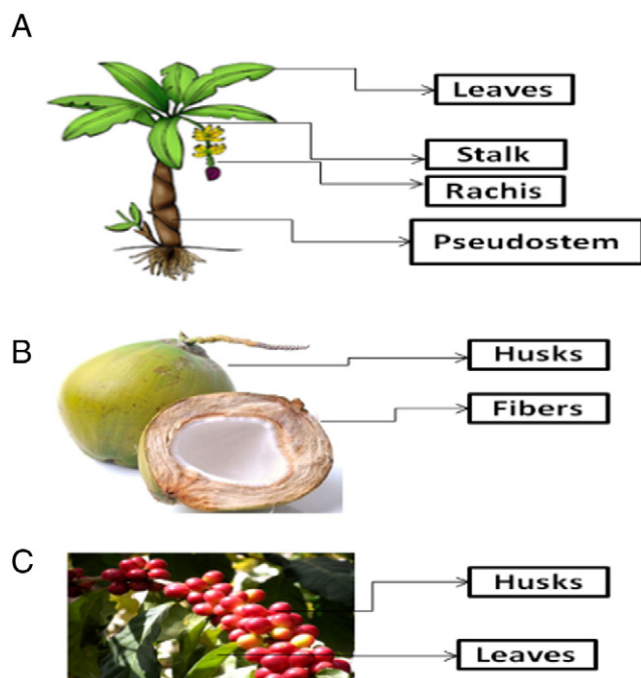 A
Leaves
Stalk
Rachis
Pseudostem
B
Husks
Fibers
C
Husks
Leaves